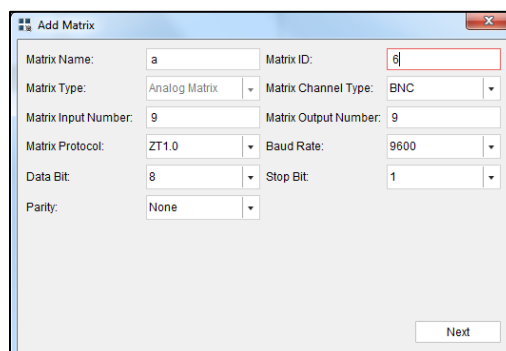 Add Matrix
Matrix Name: a Matrix ID: 6
Matrix Type: Analog Matrix Matrix Channel Type: BNC
Matrix Input Number: 9 Matrix Output Number: 9
Matrix Protocol: ZT1.0 Baud Rate: 9600
Data Bit: 8 Stop Bit: 1
Parity: None
Next